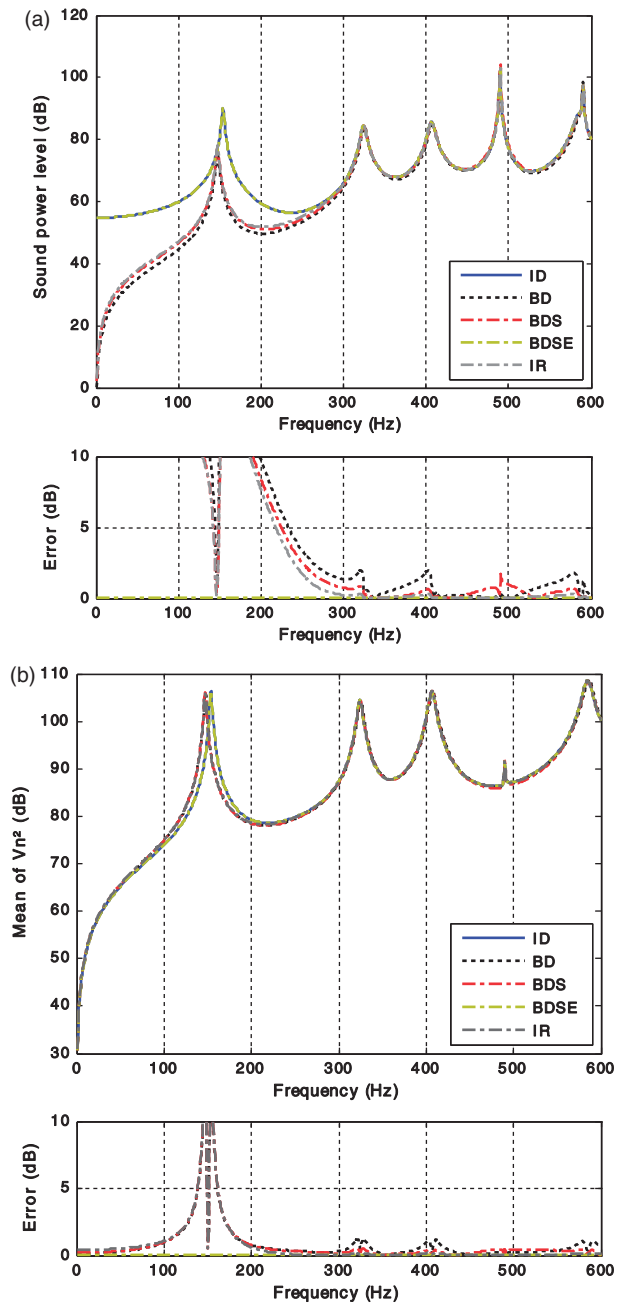 (a)
120
100
80
60
40
20
0
Sound power level (dB)
ID
BD
BDS
BDSE
IR
0 100 200 300 400 500 600
Frequency (Hz)
10
5
0
Error (dB)
0 100 200 300 400 500 600
Frequency (Hz)
(b)
110
100
90
80
70
60
50
40
30
Mean of Vn² (dB)
ID
BD
BDS
BDSE
IR
0 100 200 300 400 500 600
Frequency (Hz)
10
5
0
Error (dB)
0 100 200 300 400 500 600
Frequency (Hz)